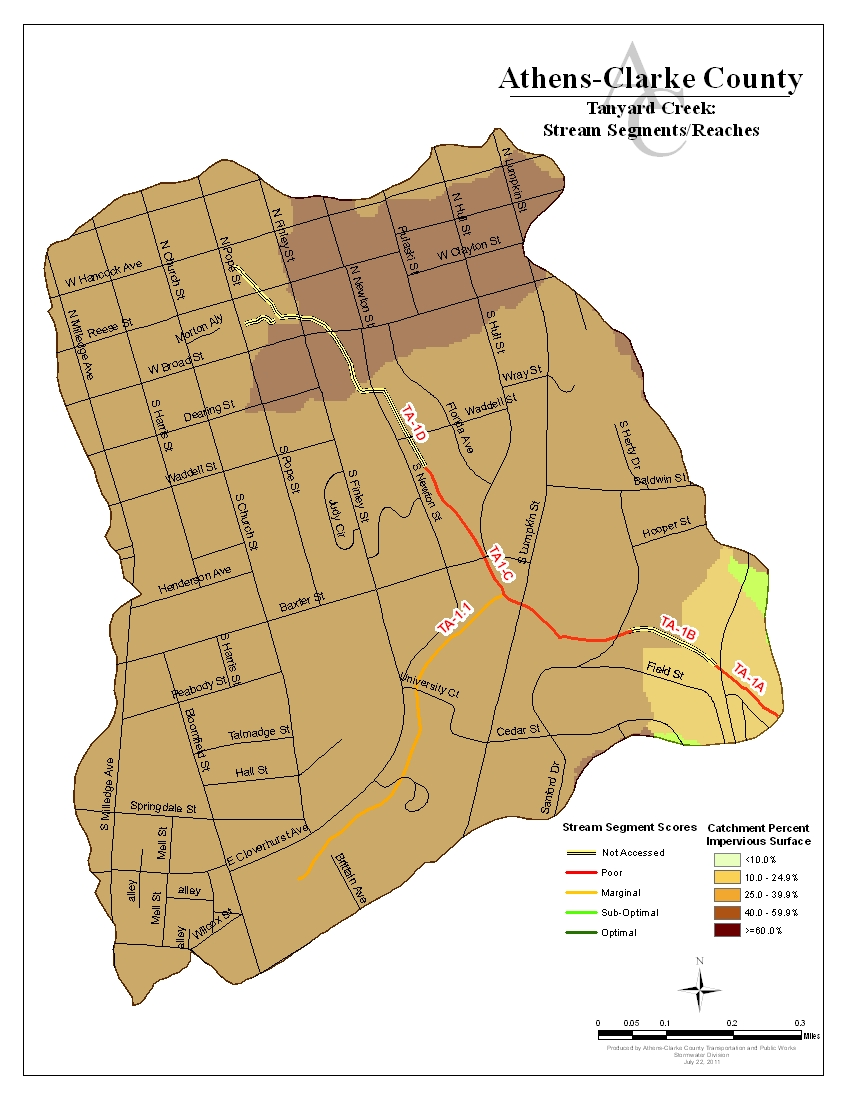 AC
Athens-Clarke County
Tanyard Creek:
Stream Segments/Reaches
N Lumpkin St
N Hull St
Pulaski St
W Clayton St
N Finley St
N Pope St
N Church St
W Hancock Ave
N Newton St
N Milledge Ave
Reese St
Morton Aly
S Hull St
W Broad St
Wray St
Dearing St
Waddell St
Florida Ave
TA-1D
S Harris St
S Herty Dr
Waddell St
S Pope St
S Finley St
S Newton St
Baldwin St
Judy Cir
S Church St
S Lumpkin St
Hooper St
TA1-C
Henderson Ave
Baxter St
TA-1.1
TA-1B
S Harris St
Field St
TA-1A
Peabody St
University Ct
Bloomfield St
Talmadge St
Cedar St
Hall St
S Milledge Ave
Sanford Dr
Springdale St
Mell St
E Cloverhurst Ave
Brittain Ave
alley
alley
Mell St
Wilcox St
alley
Stream Segment Scores
Not Accessed
Poor
Marginal
Sub-Optimal
Optimal
Catchment Percent
Impervious Surface
<10.0%
10.0 - 24.9%
25.0 - 39.9%
40.0 - 59.9%
>=60.0%
N
0 0.05 0.1 0.2 0.3
Miles
Produced by Athens-Clarke County Transportation and Public Works
Stormwater Division
July 22, 2011